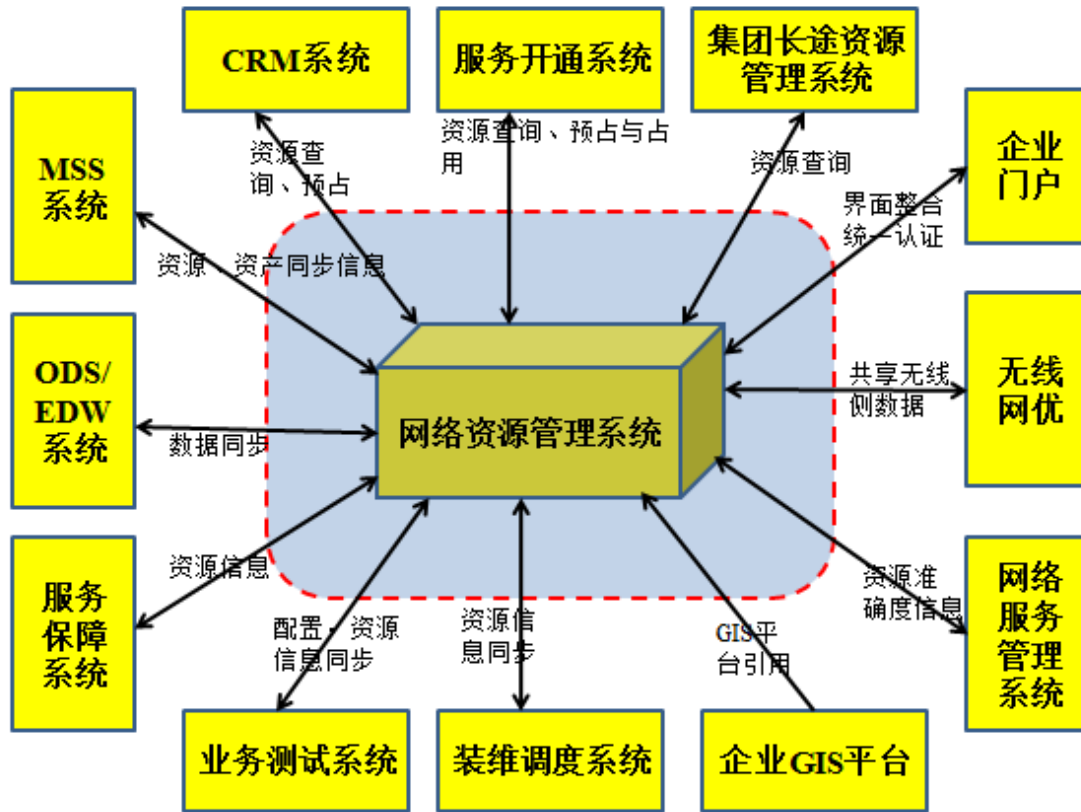 CRM系统
服务开通系统
集团长途资源
管理系统
MSS
系统
资源查
询、预占
资源查询、预占与占
用
资源查询
企业
门户
界面整合
统一认证
资源、资产同步信息
ODS/
EDW
系统
数据同步
网络资源管理系统
共享无线
侧数据
无线
网优
服务
保障
系统
资源信息
配置、资源
信息同步
资源信
息同步
GIS平
台引用
资源准
确度信息
网络
服务
管理
系统
业务测试系统
装维调度系统
企业GIS平台